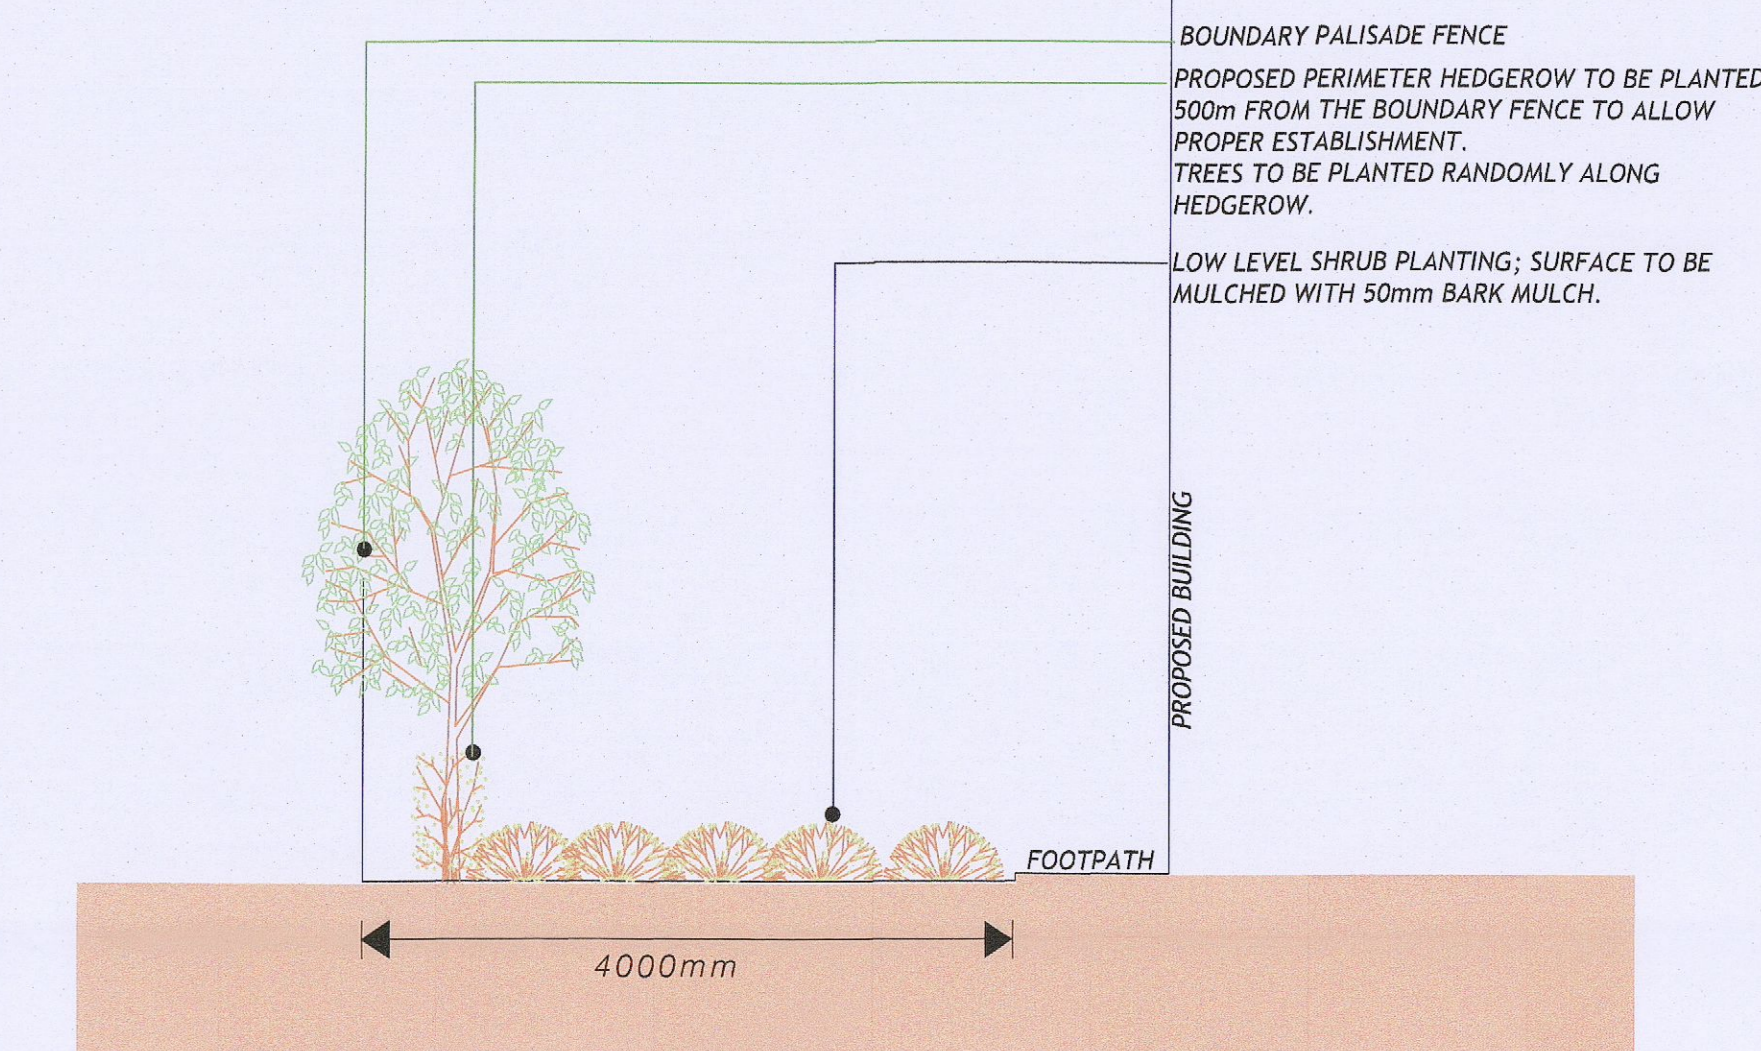 BOUNDARY PALISADE FENCE
PROPOSED PERIMETER HEDGEROW TO BE PLANTED
500m FROM THE BOUNDARY FENCE TO ALLOW
PROPER ESTABLISHMENT.
TREES TO BE PLANTED RANDOMLY ALONG
HEDGEROW.
LOW LEVEL SHRUB PLANTING; SURFACE TO BE
MULCHED WITH 50mm BARK MULCH.
PROPOSED BUILDING
FOOTPATH
4000mm